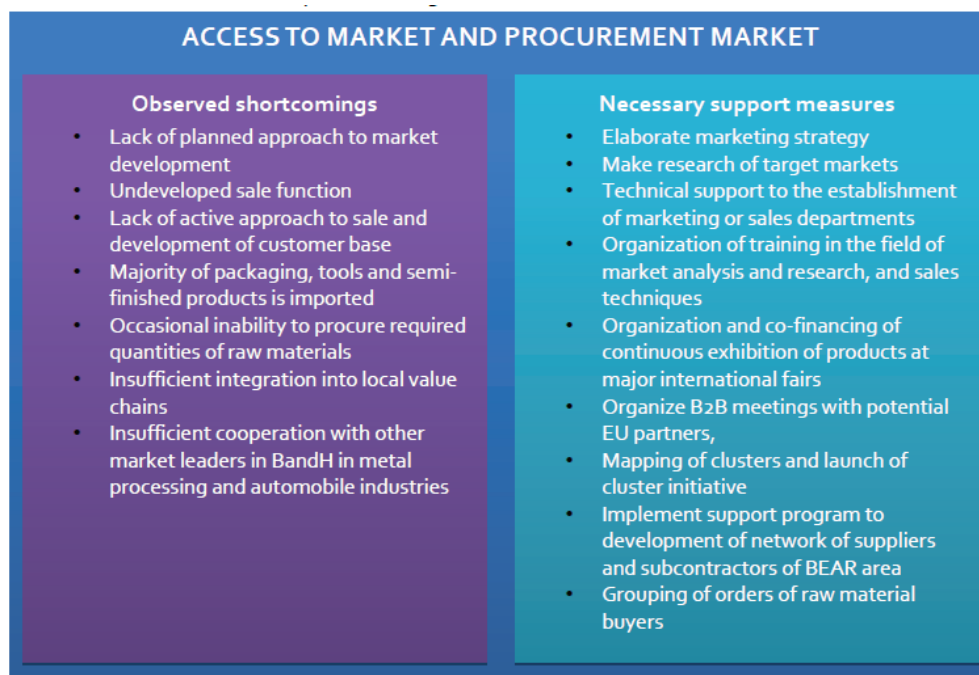 ACCESS TO MARKET AND PROCUREMENT MARKET
Observed shortcomings
• Lack of planned approach to market
development
• Undeveloped sale function
• Lack of active approach to sale and
development of customer base
• Majority of packaging, tools and semi-
finished products is imported
• Occasional inability to procure required
quantities of raw materials
• Insufficient integration into local value
chains
• Insufficient cooperation with other
market leaders in BandH in metal
processing and automobile industries
Necessary support measures
• Elaborate marketing strategy
• Make research of target markets
• Technical support to the establishment
of marketing or sales departments
• Organization of training in the field of
market analysis and research, and sales
techniques
• Organization and co-financing of
continuous exhibition of products at
major international fairs
• Organize B2B meetings with potential
EU partners,
• Mapping of clusters and launch of
cluster initiative
• Implement support program to
development of network of suppliers
and subcontractors of BEAR area
• Grouping of orders of raw material
buyers